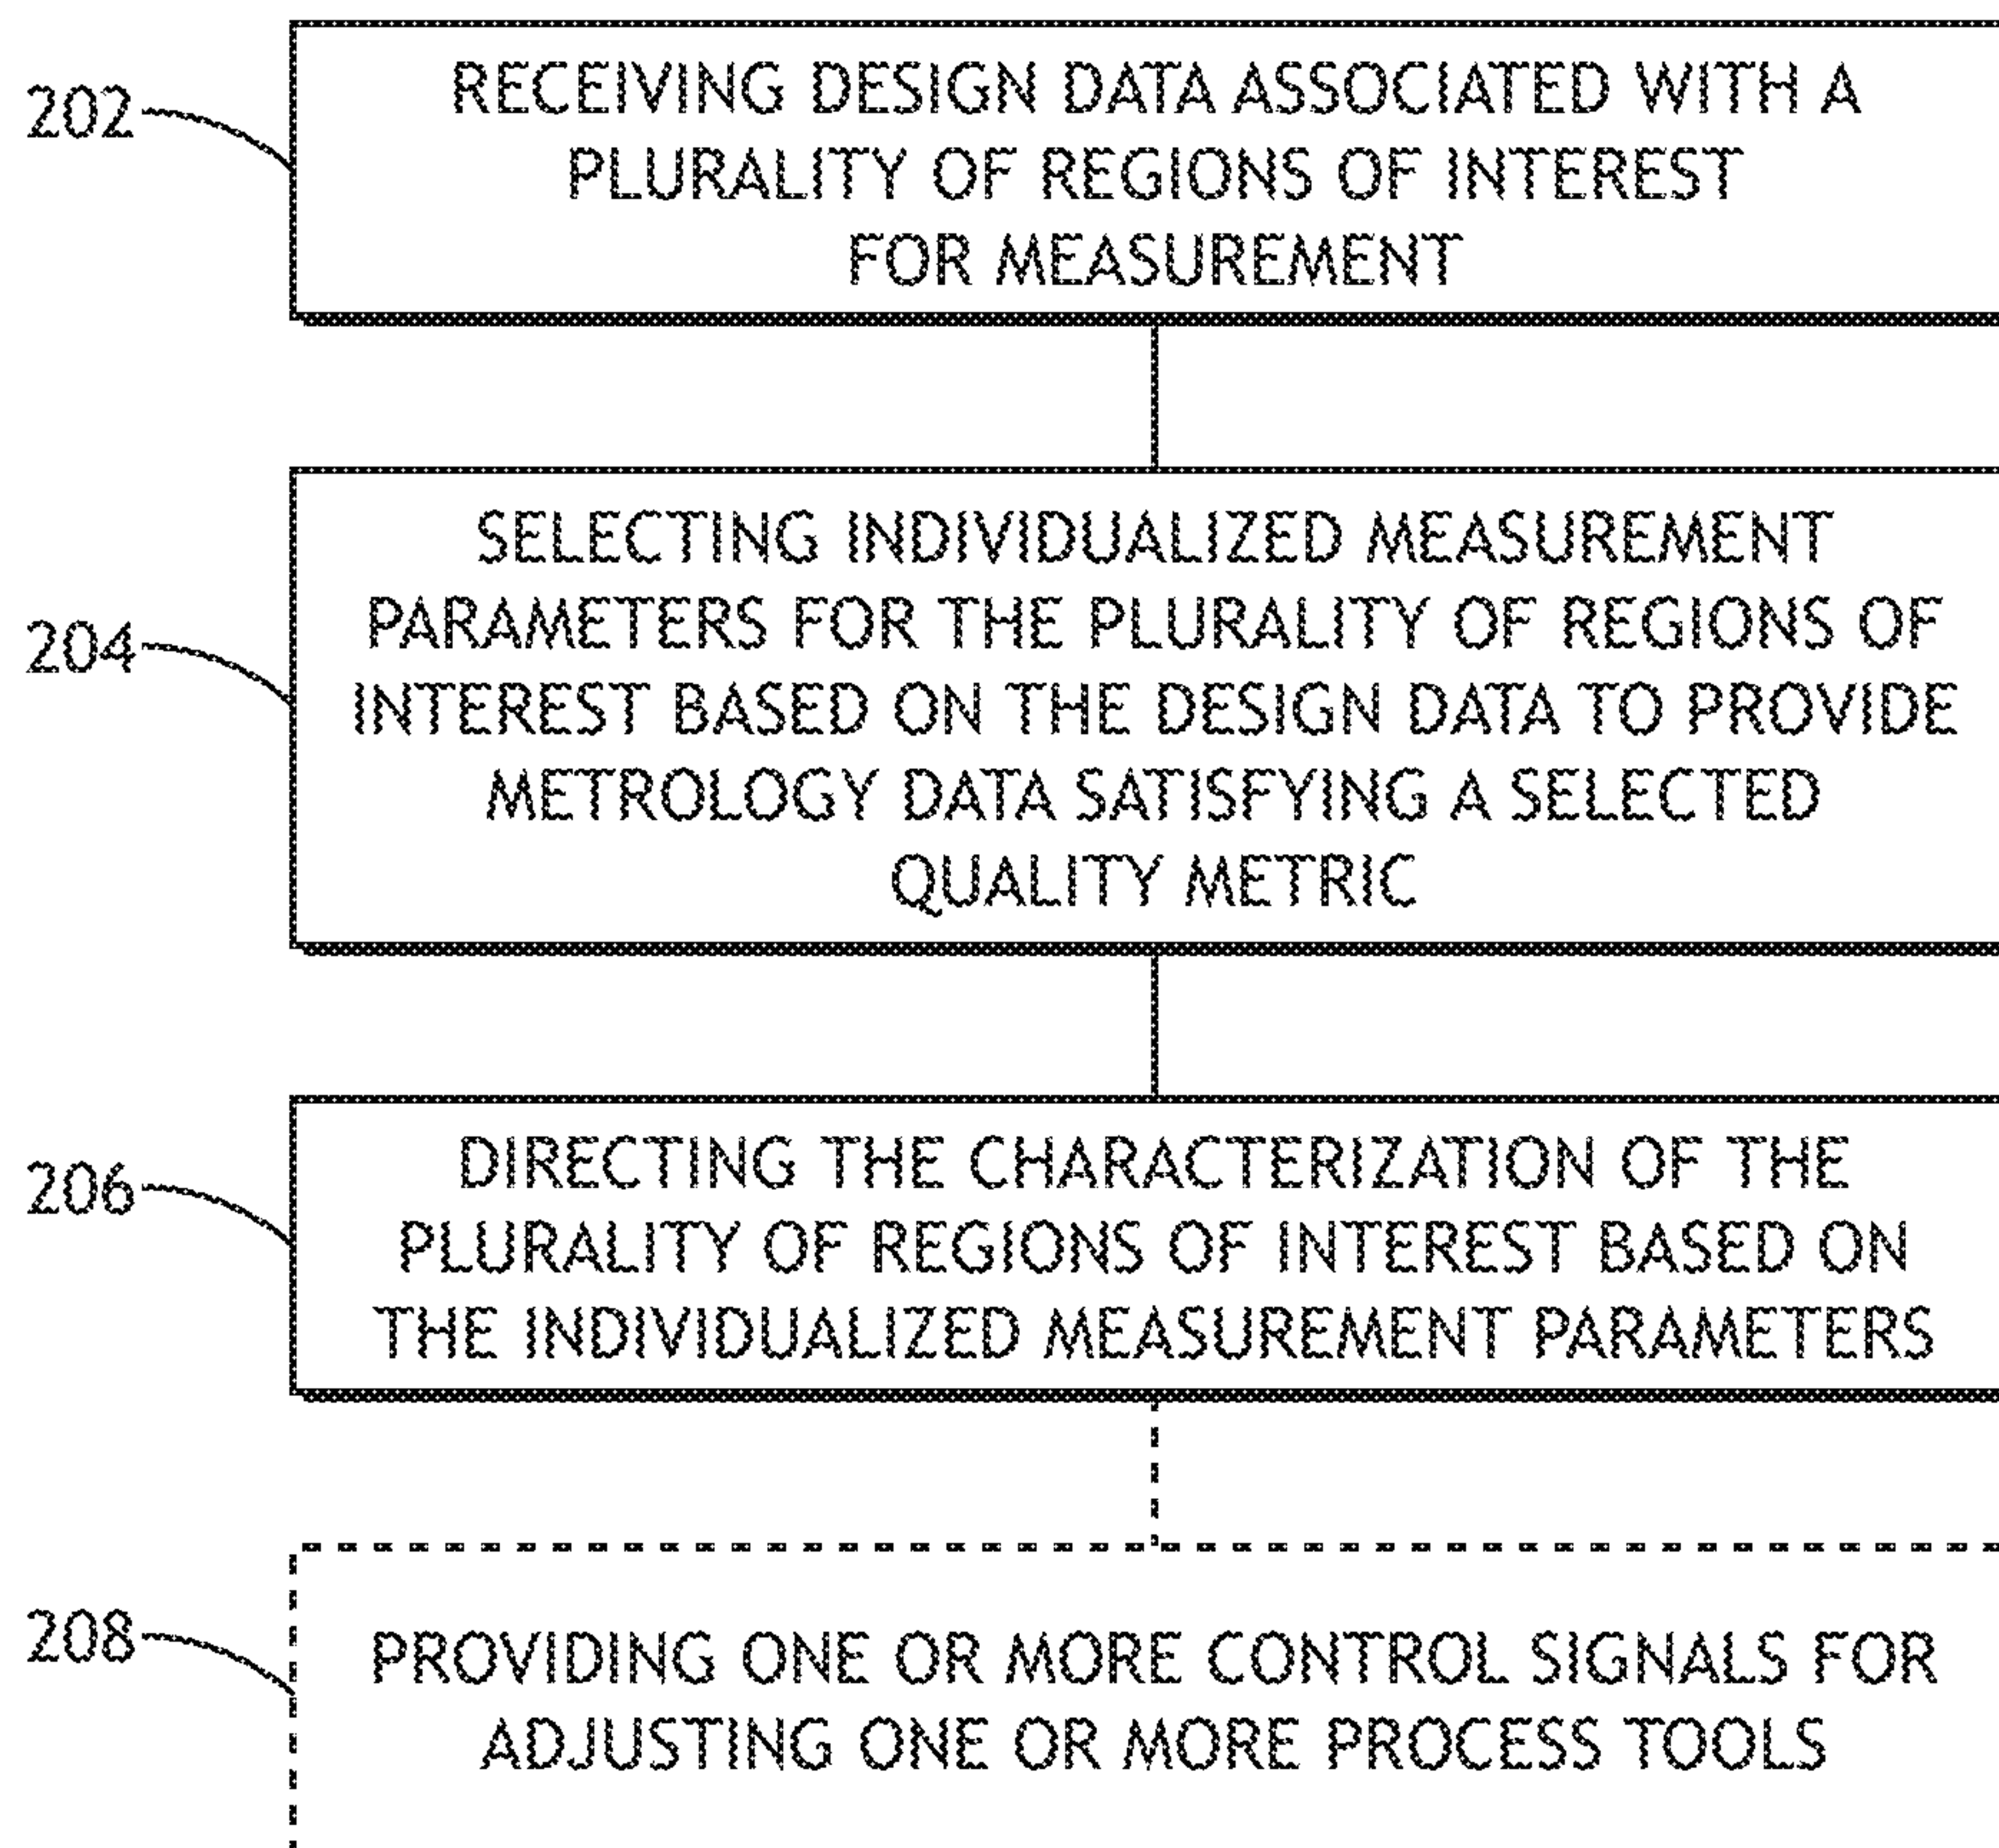 202
RECEIVING DESIGN DATA ASSOCIATED WITH A
PLURALITY OF REGIONS OF INTEREST
FOR MEASUREMENT
204
SELECTING INDIVIDUALIZED MEASUREMENT
PARAMETERS FOR THE PLURALITY OF REGIONS OF
INTEREST BASED ON THE DESIGN DATA TO PROVIDE
METROLOGY DATA SATISFYING A SELECTED
QUALITY METRIC
206
DIRECTING THE CHARACTERIZATION OF THE
PLURALITY OF REGIONS OF INTEREST BASED ON
THE INDIVIDUALIZED MEASUREMENT PARAMETERS
208
PROVIDING ONE OR MORE CONTROL SIGNALS FOR
ADJUSTING ONE OR MORE PROCESS TOOLS